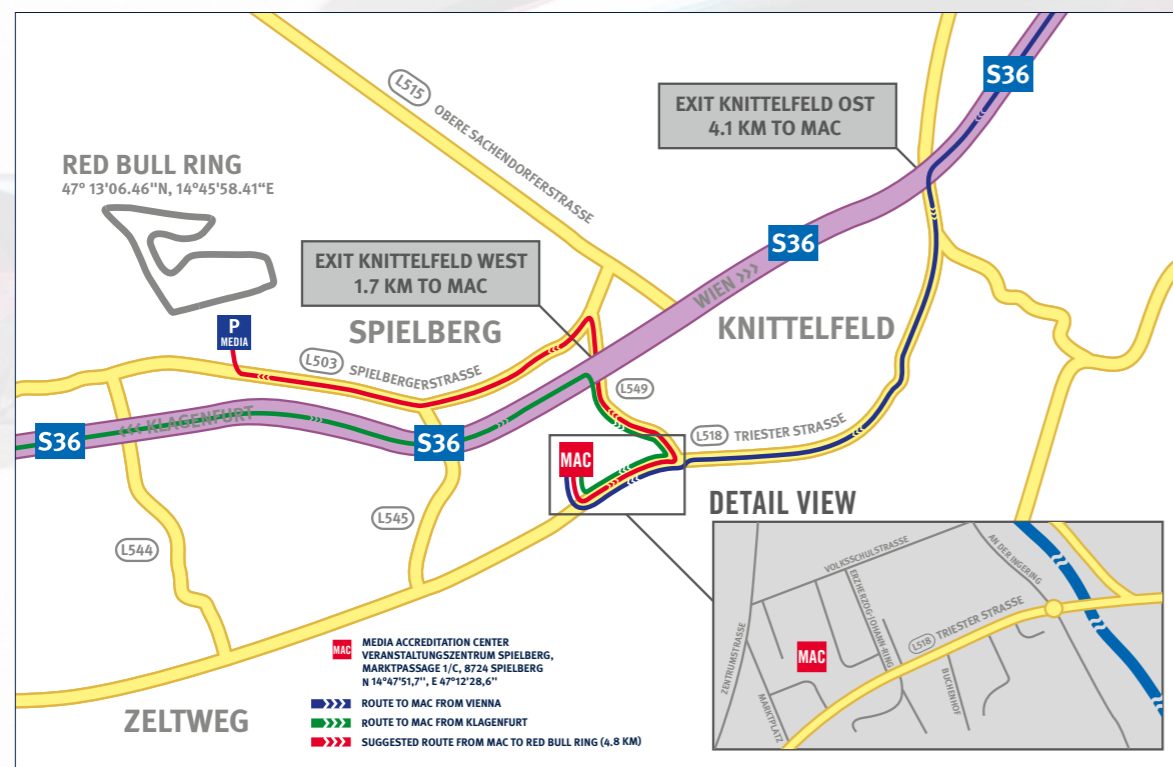 S36
L515
OBERE SACHENDORFERSTRASSE
EXIT KNITTELFELD OST
4.1 KM TO MAC
RED BULL RING
47° 13'06.46"N, 14°45'58.41“E
S36
EXIT KNITTELFELD WEST
1.7 KM TO MAC
WIEN >>>
SPIELBERG
KNITTELFELD
P
MEDIA
L503
SPIELBERGERSTRASSE
L549
<<< KLAGENFURT
S36
S36
L518
TRIESTER STRASSE
MAC
L545
L544
DETAIL VIEW
VOLKSSCHULSTRASSE
AN DER INGERING
ERZHERZOG-JOHANN-RING
L518
TRIESTER STRASSE
ZENTRUMSTRASSE
MAC
BUCHENHOF
MARKTPLATZ
ZELTWEG
MAC
MEDIA ACCREDITATION CENTER
VERANSTALTUNGSZENTRUM SPIELBERG,
MARKTPASSAGE 1/C, 8724 SPIELBERG
N 14°47'51,7'', E 47°12'28,6''
ROUTE TO MAC FROM VIENNA
ROUTE TO MAC FROM KLAGENFURT
SUGGESTED ROUTE FROM MAC TO RED BULL RING (4.8 KM)